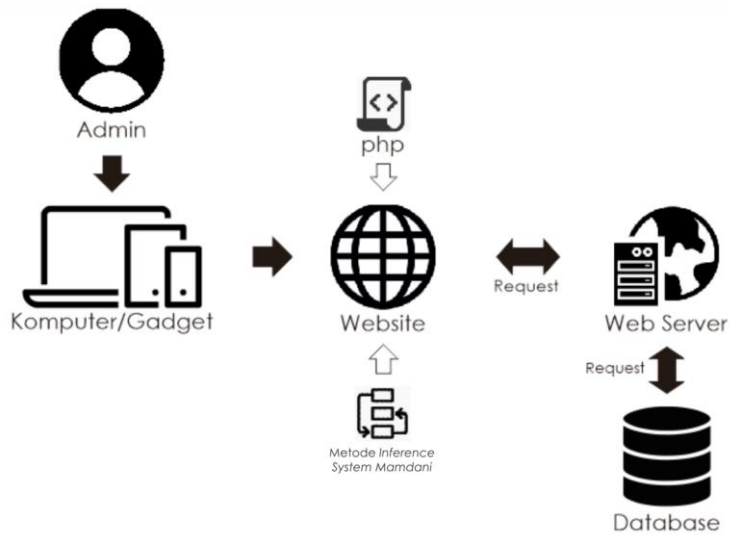 Admin
php
Komputer/Gadget
Website
Request
Web Server
Request
Metode Inference
System Mamdani
Database